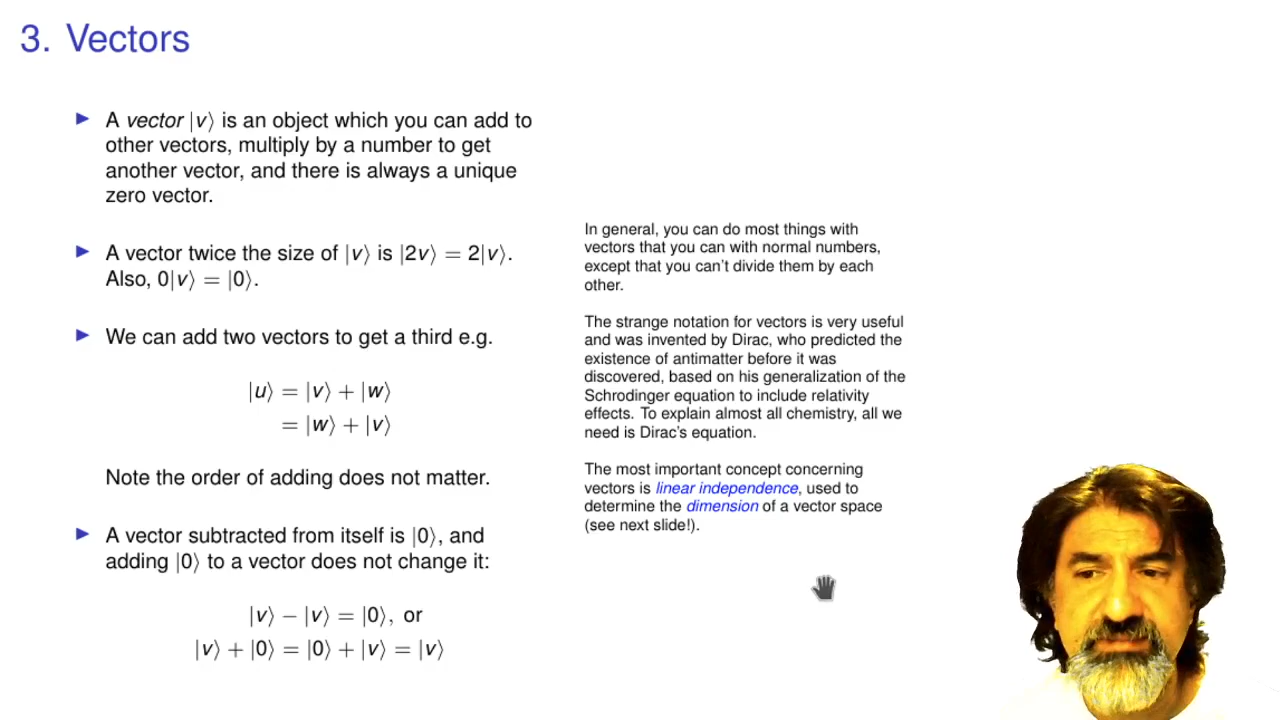 3. Vectors
▶ A vector |v⟩ is an object which you can add to
other vectors, multiply by a number to get
another vector, and there is always a unique
zero vector.
▶ A vector twice the size of |v⟩ is |2v⟩ = 2|v⟩.
Also, 0|v⟩ = |0⟩.
▶ We can add two vectors to get a third e.g.
|u⟩ = |v⟩ + |w⟩
= |w⟩ + |v⟩
Note the order of adding does not matter.
▶ A vector subtracted from itself is |0⟩, and
adding |0⟩ to a vector does not change it:
|v⟩ − |v⟩ = |0⟩, or
|v⟩ + |0⟩ = |0⟩ + |v⟩ = |v⟩
In general, you can do most things with
vectors that you can with normal numbers,
except that you can't divide them by each
other.
The strange notation for vectors is very useful
and was invented by Dirac, who predicted the
existence of antimatter before it was
discovered, based on his generalization of the
Schrodinger equation to include relativity
effects. To explain almost all chemistry, all we
need is Dirac's equation.
The most important concept concerning
vectors is linear independence, used to
determine the dimension of a vector space
(see next slide!).